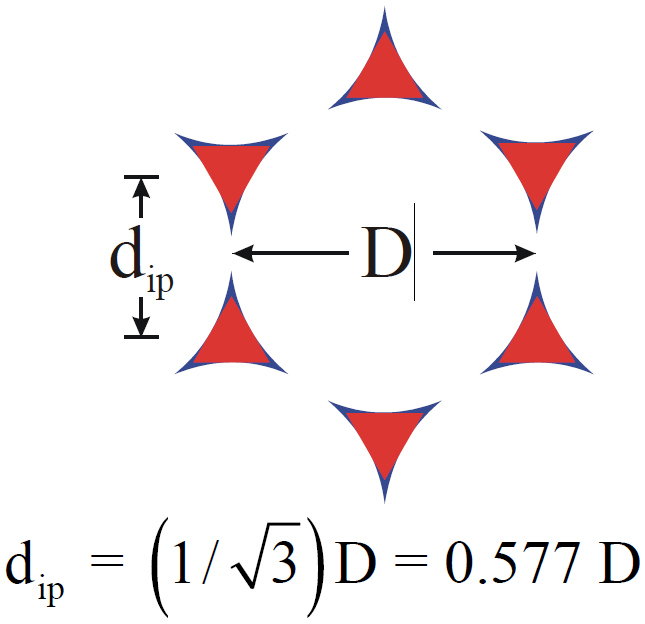 D
d_ip
d_ip = (1/√3) D = 0.577 D